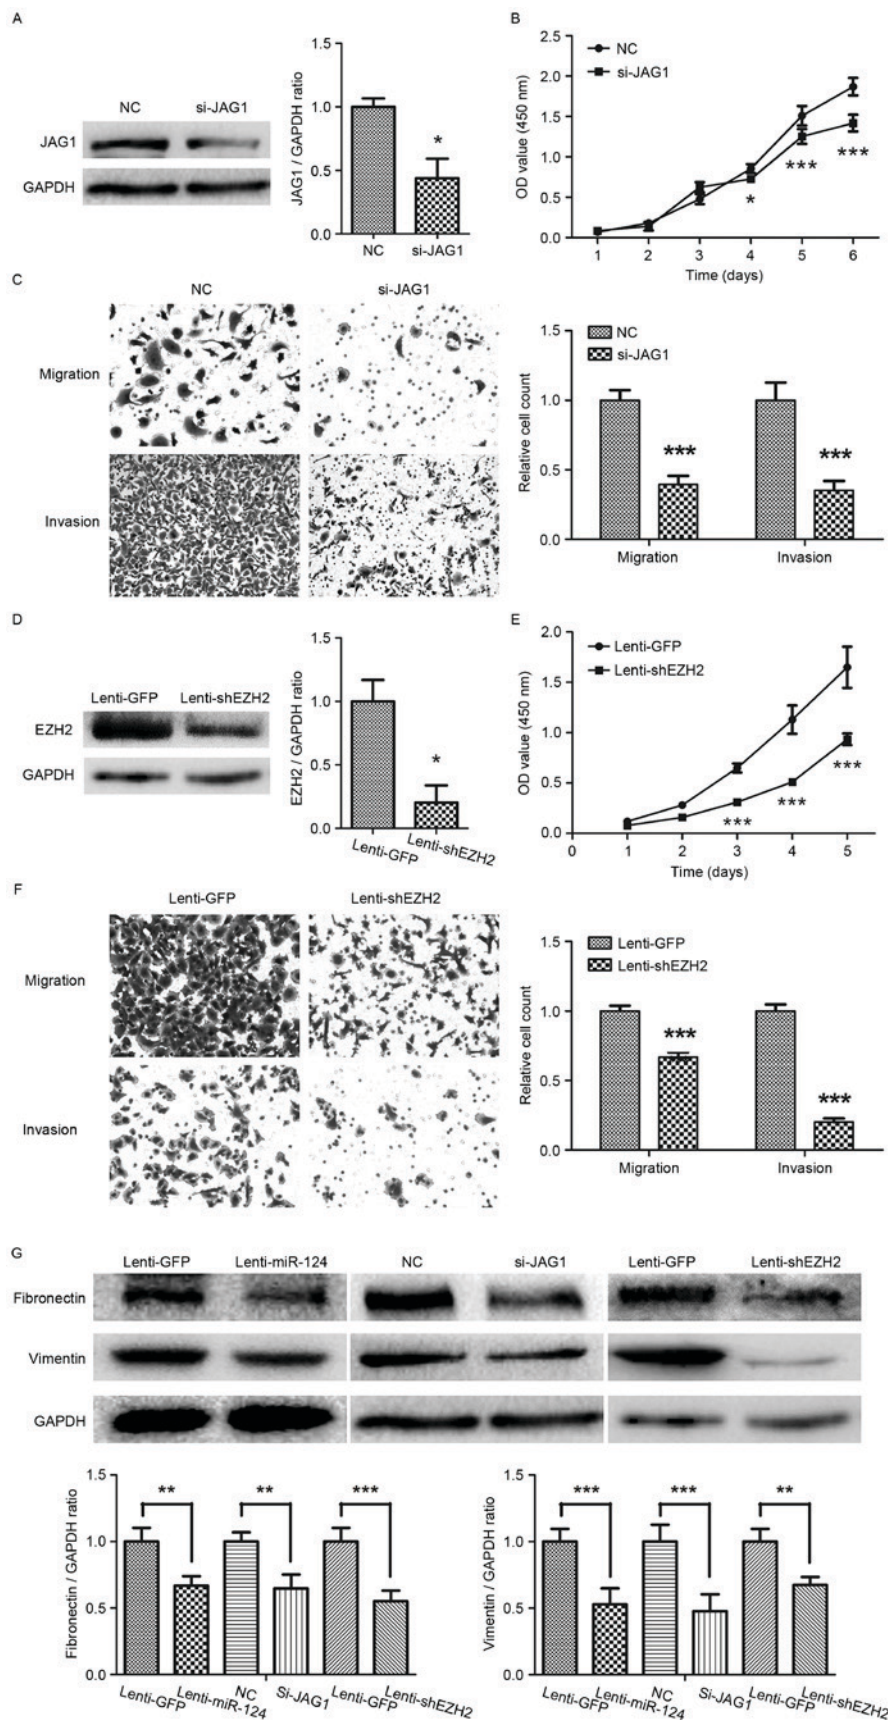 A
NC si-JAG1
JAG1
GAPDH
JAG1 / GAPDH ratio
1.5
1.0
0.5
0.0
*
NC si-JAG1
B
OD value (450 nm)
2.5
2.0
1.5
1.0
0.5
0.0
NC
si-JAG1
*
***
***
1 2 3 4 5 6
Time (days)
C
NC si-JAG1
Migration
Invasion
Relative cell count
1.5
1.0
0.5
0.0
NC
si-JAG1
***
***
Migration Invasion
D
Lenti-GFP Lenti-shEZH2
EZH2
GAPDH
EZH2 / GAPDH ratio
1.5
1.0
0.5
0.0
*
Lenti-GFP Lenti-shEZH2
E
OD value (450 nm)
2.0
1.5
1.0
0.5
0.0
Lenti-GFP
Lenti-shEZH2
***
***
***
0 1 2 3 4 5
Time (days)
F
Lenti-GFP Lenti-shEZH2
Migration
Invasion
Relative cell count
1.5
1.0
0.5
0.0
Lenti-GFP
Lenti-shEZH2
***
***
Migration Invasion
G
Lenti-GFP Lenti-miR-124 NC si-JAG1 Lenti-GFP Lenti-shEZH2
Fibronectin
Vimentin
GAPDH
Fibronectin / GAPDH ratio
1.5
1.0
0.5
0.0
** ** ***
Lenti-GFP Lenti-miR-124 NC Si-JAG1 Lenti-GFP Lenti-shEZH2
Vimentin / GAPDH ratio
1.5
1.0
0.5
0.0
*** *** **
Lenti-GFP Lenti-miR-124 NC Si-JAG1 Lenti-GFP Lenti-shEZH2